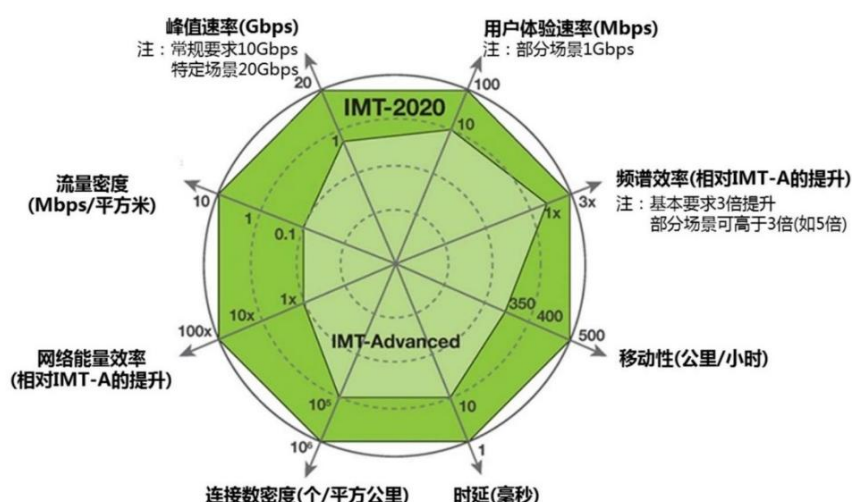 峰值速率(Gbps)
注：常规要求10Gbps
特定场景20Gbps
用户体验速率(Mbps)
注：部分场景1Gbps
20
100
IMT-2020
10
1
流量密度
(Mbps/平方米)
频谱效率(相对IMT-A的提升)
注：基本要求3倍提升
部分场景可高于3倍(如5倍)
10
1
0.1
1x
3x
100x
10x
1x
350
400
500
网络能量效率
(相对IMT-A的提升)
IMT-Advanced
移动性(公里/小时)
10⁵
10
10⁶
1
连接数密度(个/平方公里)
时延(毫秒)